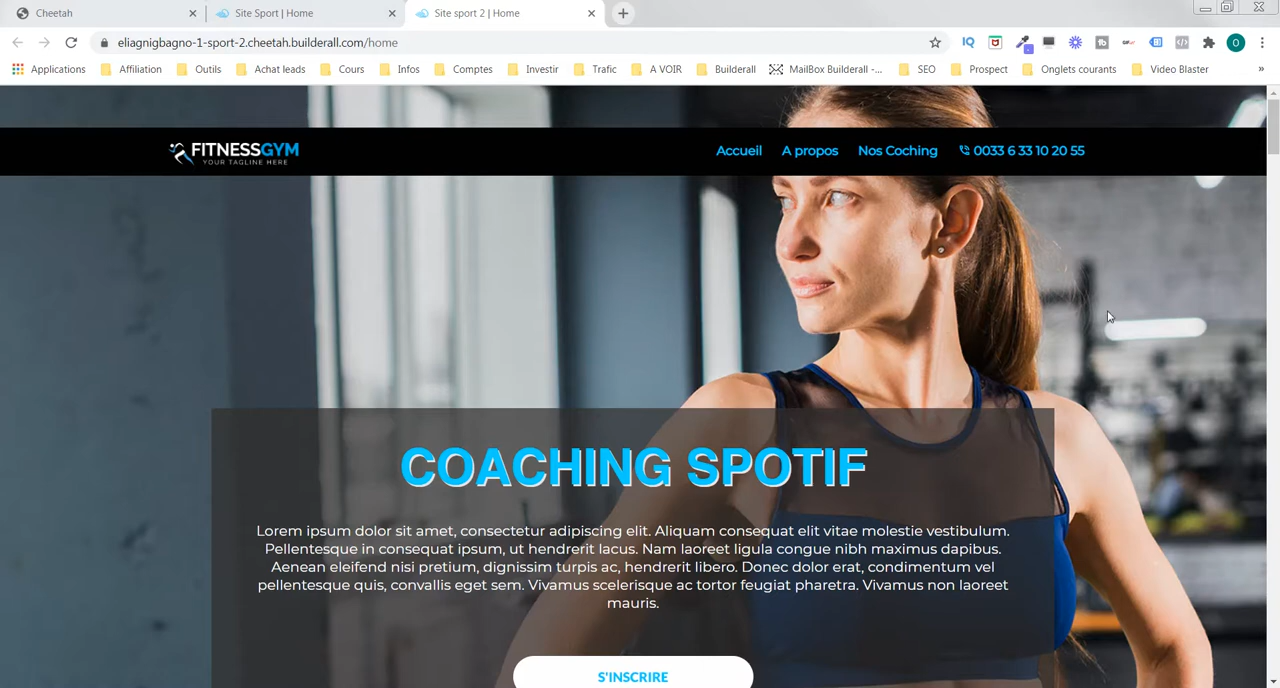 Cheetah
Site Sport | Home
Site sport 2 | Home
eliagnigbagno-1-sport-2.cheetah.builderall.com/home
Applications
Affiliation
Outils
Achat leads
Cours
Infos
Comptes
Investir
Trafic
A VOIR
Builderall
MailBox Builderall -...
SEO
Prospect
Onglets courants
Video Blaster
»
FITNESSGYM
YOUR TAGLINE HERE
Accueil
A propos
Nos Coching
0033 6 33 10 20 55
COACHING SPOTIF
Lorem ipsum dolor sit amet, consectetur adipiscing elit. Aliquam consequat elit vitae molestie vestibulum.
Pellentesque in consequat ipsum, ut hendrerit lacus. Nam laoreet ligula congue nibh maximus dapibus.
Aenean eleifend nisi pretium, dignissim turpis ac, hendrerit libero. Donec dolor erat, condimentum vel
pellentesque quis, convallis eget sem. Vivamus scelerisque ac tortor feugiat pharetra. Vivamus non laoreet
mauris.
S'INSCRIRE